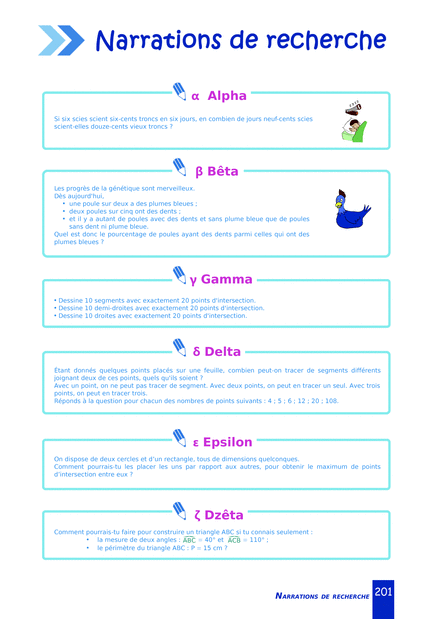 Narrations de recherche
α Alpha
Si six scies scient six-cents troncs en six jours, en combien de jours neuf-cents scies
scient-elles douze-cents vieux troncs ?
β Bêta
Les progrès de la génétique sont merveilleux.
Dès aujourd'hui,
• une poule sur deux a des plumes bleues ;
• deux poules sur cinq ont des dents ;
• et il y a autant de poules avec des dents et sans plume bleue que de poules
sans dent ni plume bleue.
Quel est donc le pourcentage de poules ayant des dents parmi celles qui ont des
plumes bleues ?
γ Gamma
• Dessine 10 segments avec exactement 20 points d'intersection.
• Dessine 10 demi-droites avec exactement 20 points d'intersection.
• Dessine 10 droites avec exactement 20 points d'intersection.
δ Delta
Étant donnés quelques points placés sur une feuille, combien peut-on tracer de segments différents
joignant deux de ces points, quels qu'ils soient ?
Avec un point, on ne peut pas tracer de segment. Avec deux points, on peut en tracer un seul. Avec trois
points, on peut en tracer trois.
Réponds à la question pour chacun des nombres de points suivants : 4 ; 5 ; 6 ; 12 ; 20 ; 108.
ε Epsilon
On dispose de deux cercles et d'un rectangle, tous de dimensions quelconques.
Comment pourrais-tu les placer les uns par rapport aux autres, pour obtenir le maximum de points
d'intersection entre eux ?
ζ Dzêta
Comment pourrais-tu faire pour construire un triangle ABC si tu connais seulement :
• la mesure de deux angles : ABC = 40° et ACB = 110° ;
• le périmètre du triangle ABC : P = 15 cm ?
NARRATIONS DE RECHERCHE 201